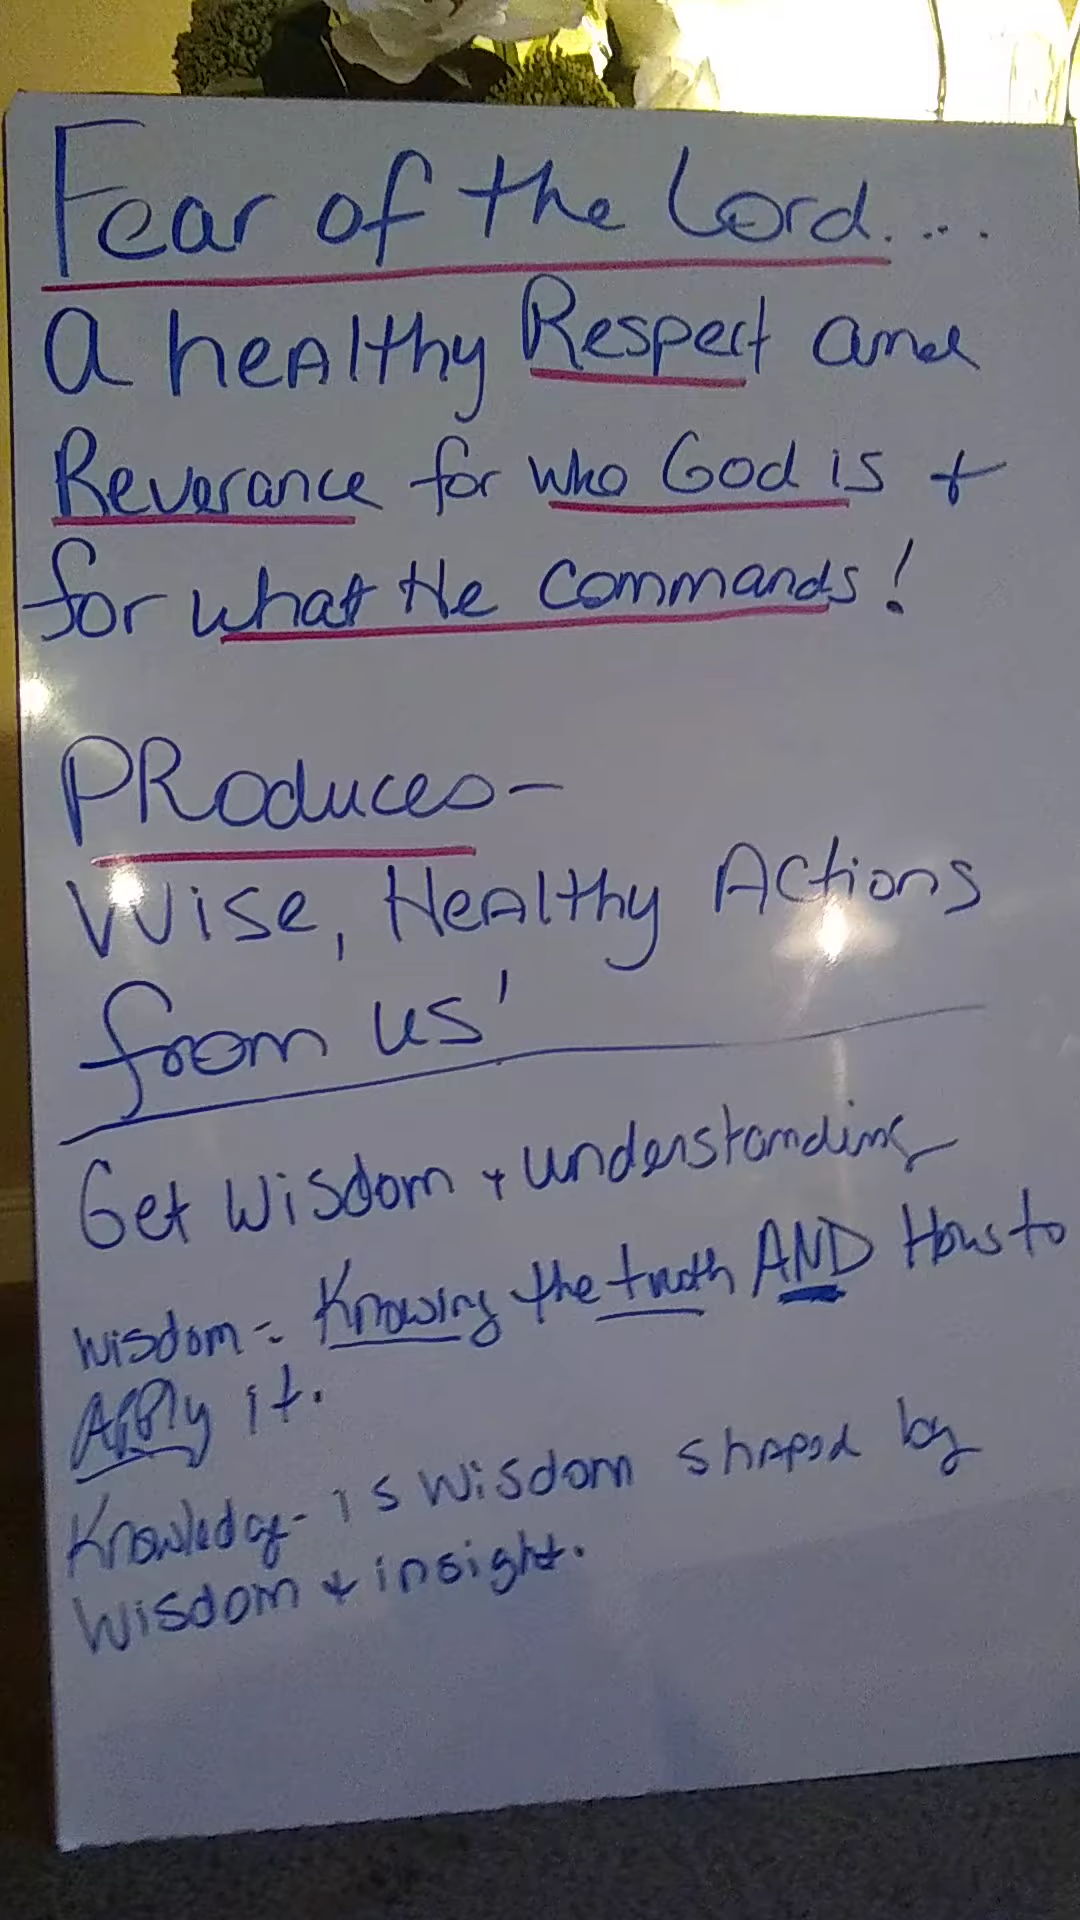 Fear of the Lord....
A heAlthy Respect and
Reverance for who God is +
for what He Commands!
PRoduces-
Wise, HeAlthy Actions
from us'
Get Wisdom + understanding
Wisdom = Knowing the truth AND How to
Apply it.
Knowledge- is Wisdom shaped by
Wisdom + insight.